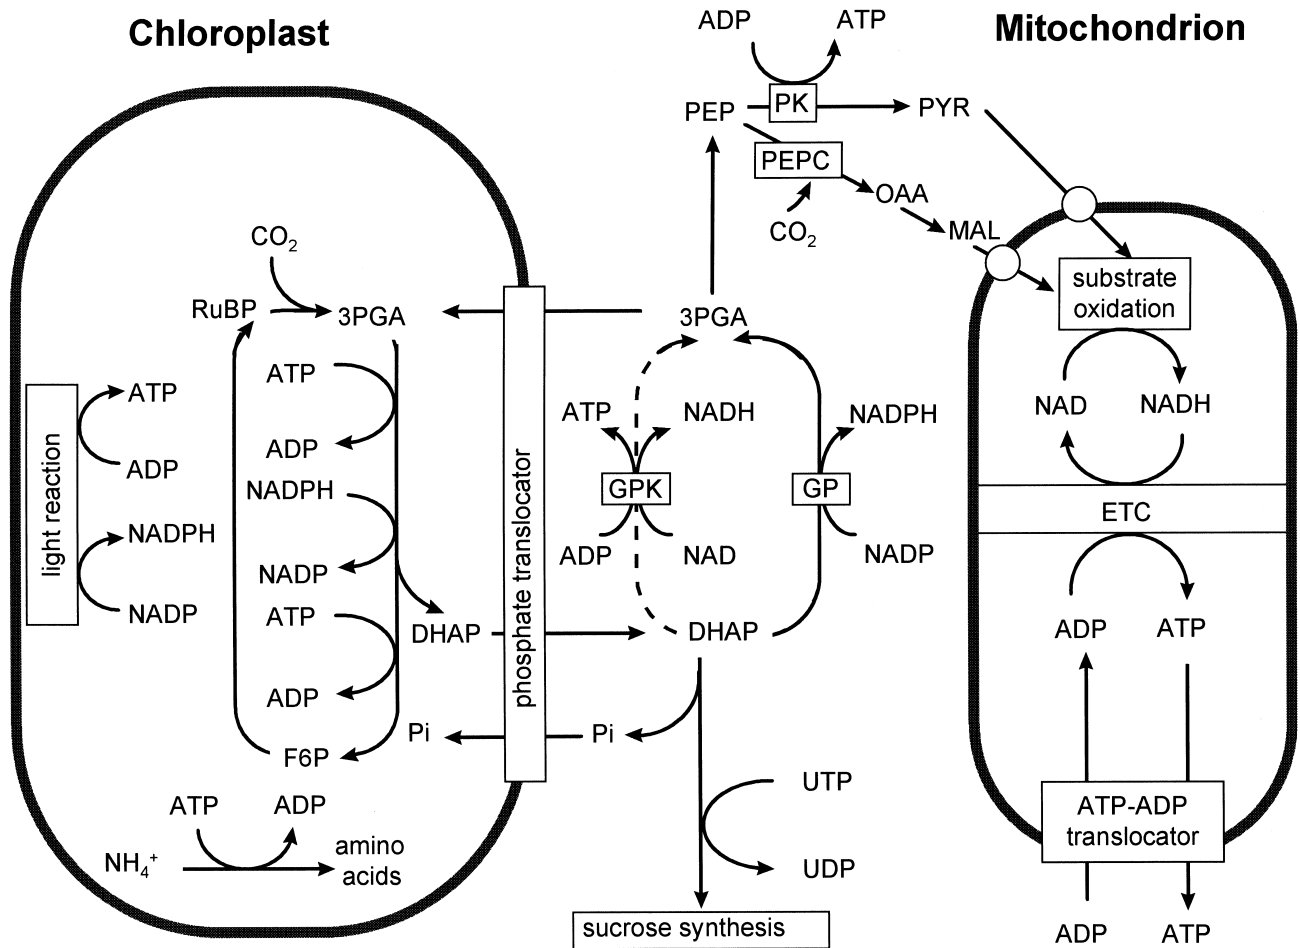 Chloroplast
Mitochondrion
ADP
ATP
PK
PEP
PYR
PEPC
OAA
CO2
MAL
substrate
oxidation
CO2
RuBP
3PGA
3PGA
NAD
NADH
light reaction
ATP
ADP
NADPH
NADP
ATP
ADP
NADPH
NADP
ATP
ADP
F6P
DHAP
phosphate translocator
Pi
Pi
ATP
NADH
GPK
ADP
NAD
NADPH
GP
NADP
DHAP
ETC
ADP
ATP
ATP-ADP
translocator
ADP
ATP
ATP
ADP
NH4+
amino
acids
UTP
UDP
sucrose synthesis